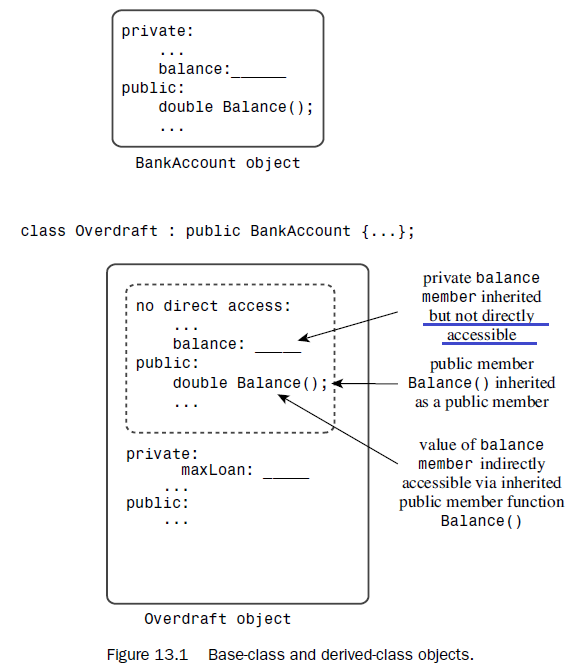 private:
...
balance:______
public:
double Balance();
...
BankAccount object
class Overdraft : public BankAccount {...};
no direct access:
...
balance: _____
public:
double Balance();
...
private:
maxLoan: _____
...
public:
...
Overdraft object
private balance
member inherited
but not directly
accessible
public member
Balance() inherited
as a public member
value of balance
member indirectly
accessible via inherited
public member function
Balance()
Figure 13.1 Base-class and derived-class objects.